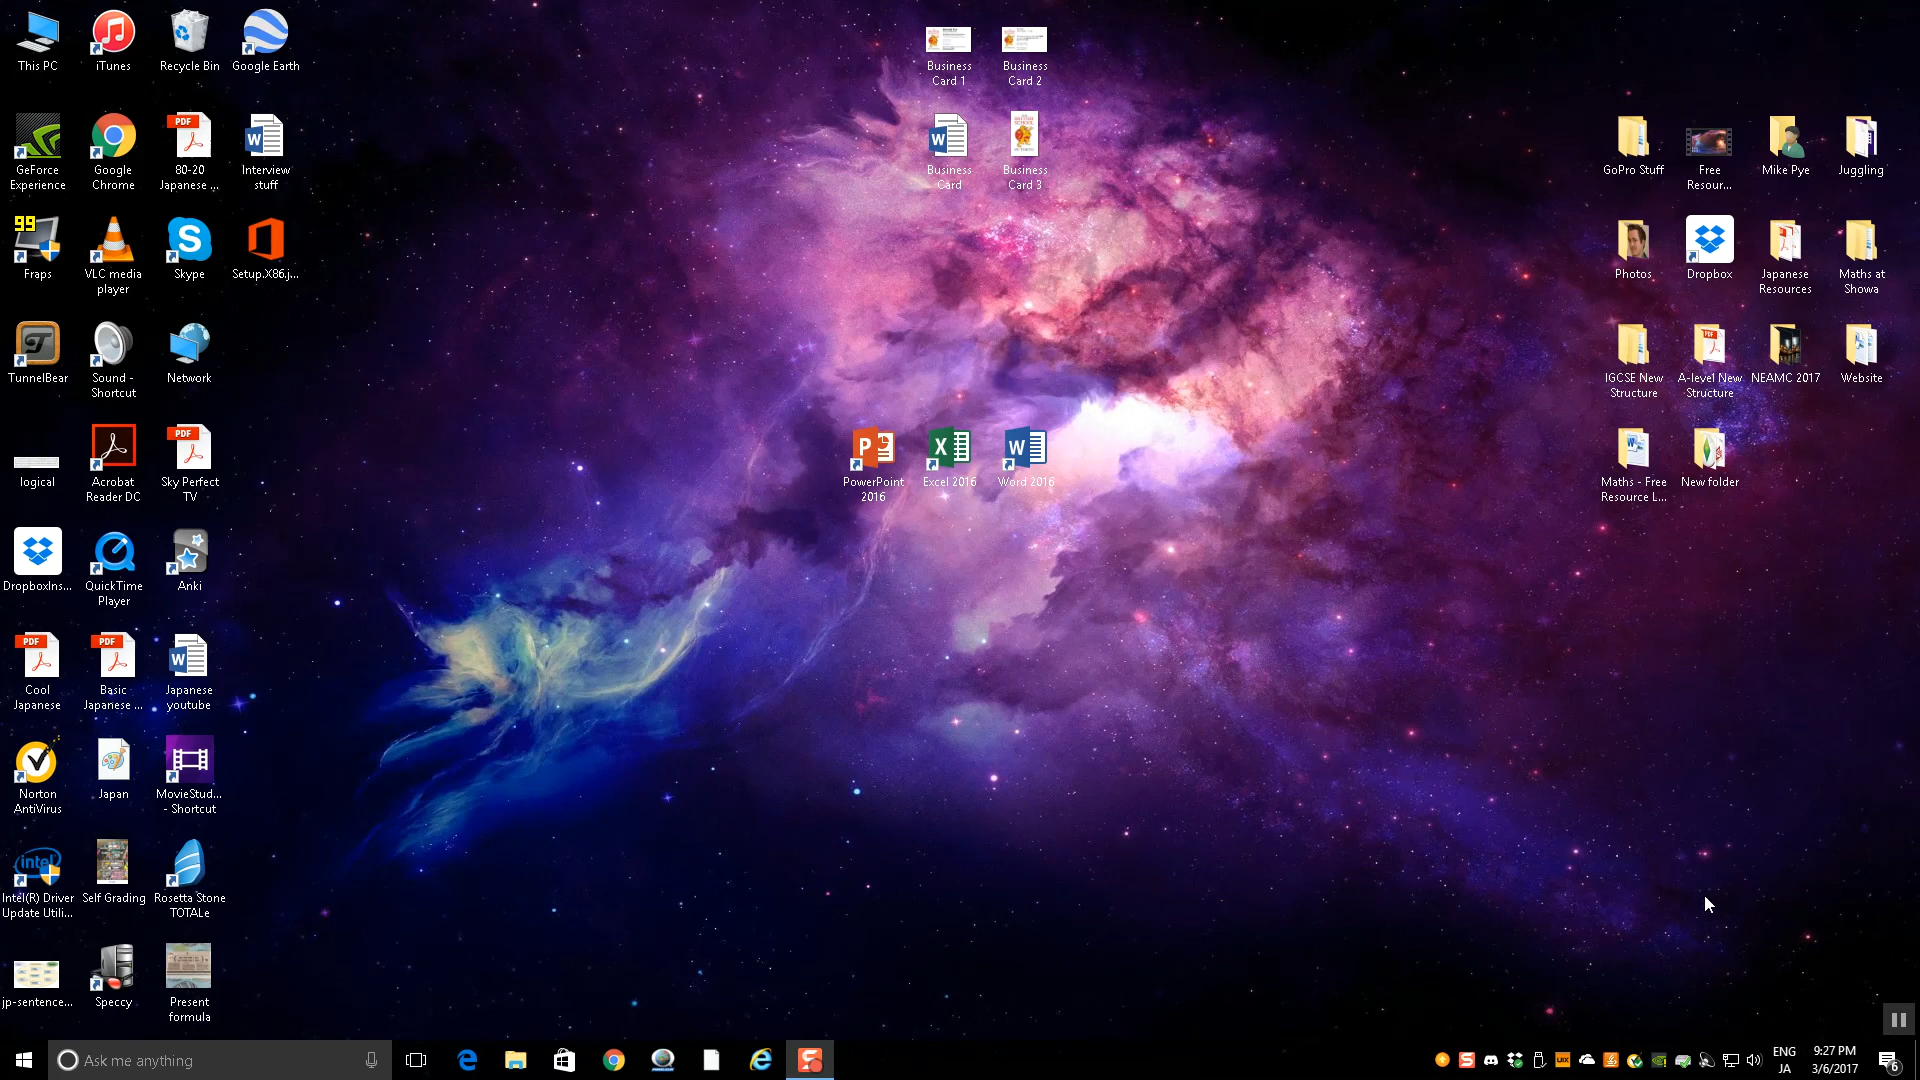 This PC
iTunes
Recycle Bin
Google Earth
GeForce
Experience
Google
Chrome
80-20
Japanese ...
Interview
stuff
99
Fraps
VLC media
player
Skype
Setup.X86.j...
TunnelBear
Sound -
Shortcut
Network
logical
Acrobat
Reader DC
Sky Perfect
TV
DropboxIns...
QuickTime
Player
Anki
Cool
Japanese
Basic
Japanese ...
Japanese
youtube
Norton
AntiVirus
Japan
MovieStud...
- Shortcut
Intel(R) Driver
Update Utili...
Self Grading
Rosetta Stone
TOTALe
jp-sentence...
Speccy
Present
formula
Business
Card 1
Business
Card 2
Business
Card
Business
Card 3
PowerPoint
2016
Excel 2016
Word 2016
GoPro Stuff
Free
Resour...
Mike Pye
Juggling
Photos
Dropbox
Japanese
Resources
Maths at
Showa
IGCSE New
Structure
A-level New
Structure
NEAMC 2017
Website
Maths - Free
Resource L...
New folder
Ask me anything
ENG
JA
9:27 PM
3/6/2017
6